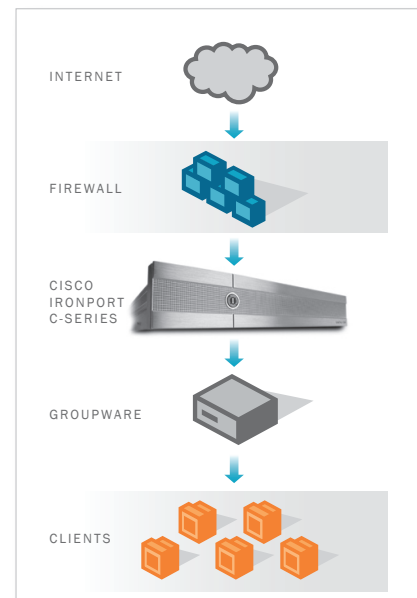 INTERNET
FIREWALL
CISCO
IRONPORT
C-SERIES
GROUPWARE
CLIENTS